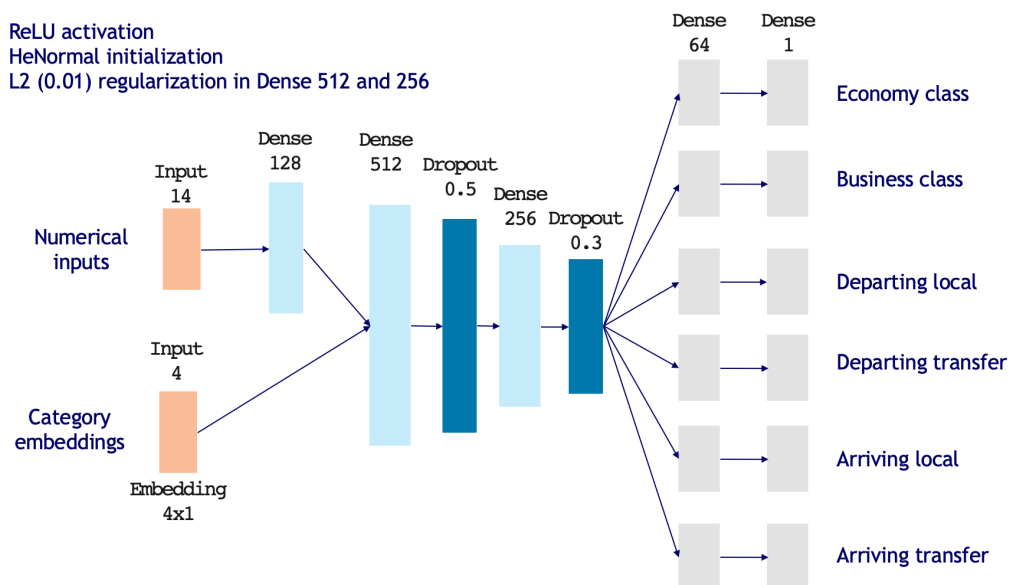 ReLU activation
HeNormal initialization
L2 (0.01) regularization in Dense 512 and 256
Numerical
inputs
Input
14
Dense
128
Category
embeddings
Input
4
Embedding
4x1
Dense
512
Dropout
0.5
Dense
256
Dropout
0.3
Dense
64
Dense
1
Economy class
Business class
Departing local
Departing transfer
Arriving local
Arriving transfer